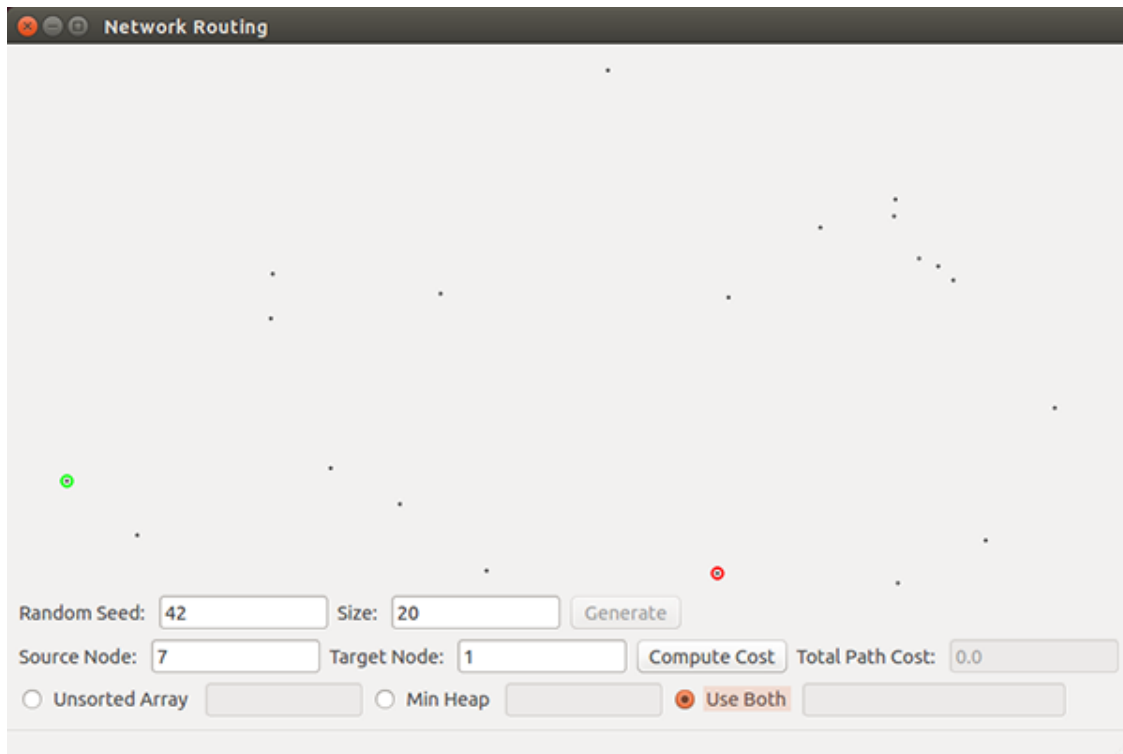 Network Routing
Random Seed: 42 Size: 20 Generate
Source Node: 7 Target Node: 1 Compute Cost Total Path Cost: 0.0
Unsorted Array Min Heap Use Both